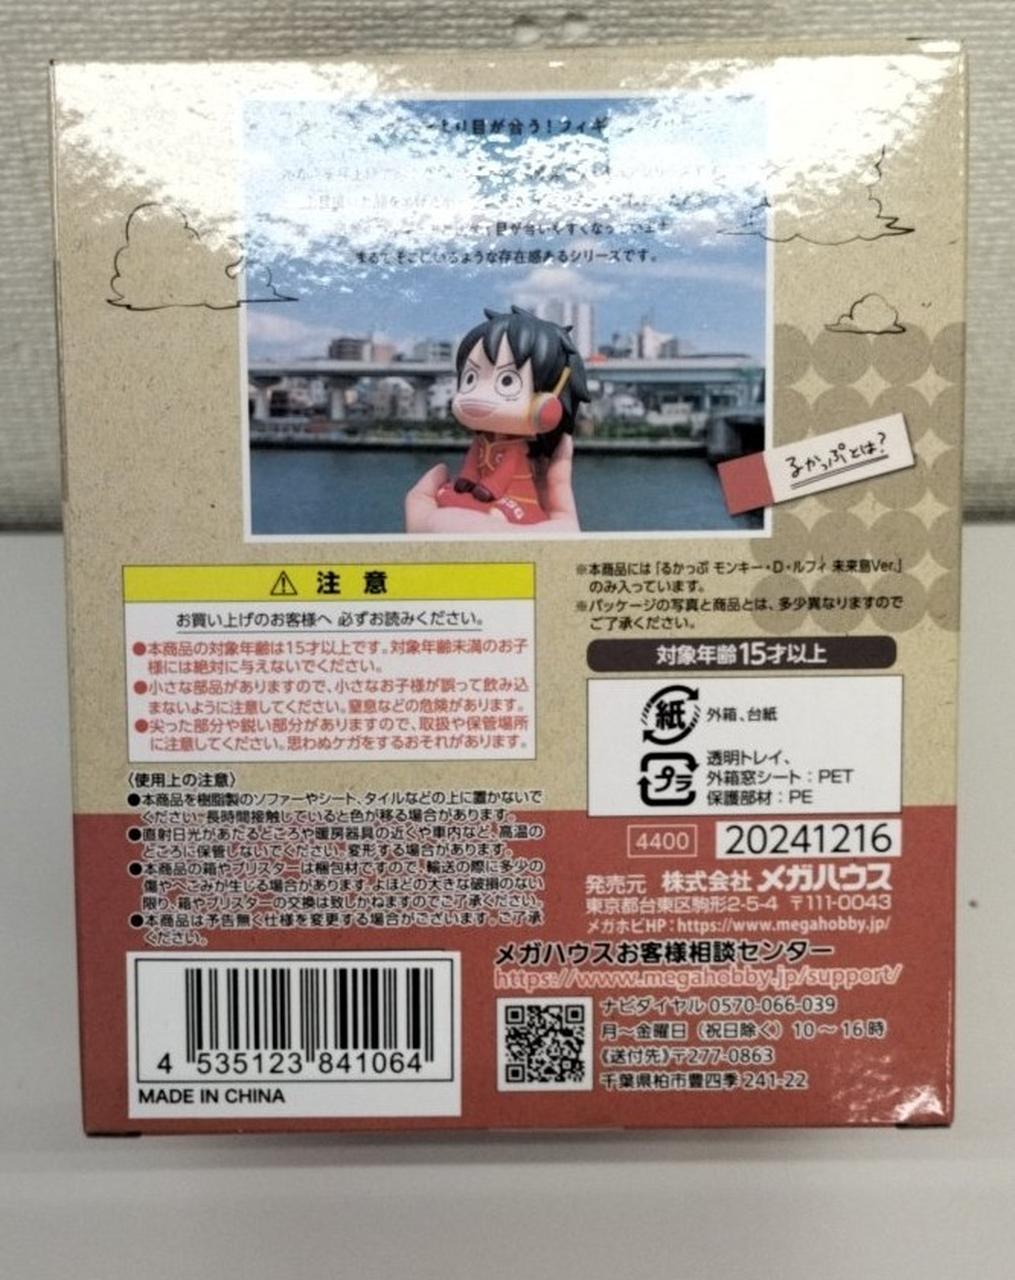 目が合う！フィギ
目が合いやすくなっています
まるでそこにいるような存在感あるシリーズです。
るかっぷとは？
注意
お買い上げのお客様へ 必ずお読みください。
●本商品の対象年齢は15才以上です。対象年齢未満のお子
様には絶対に与えないでください。
●小さな部品がありますので、小さなお子様が誤って飲み込
まないように注意してください。窒息などの危険があります。
●尖った部分や鋭い部分がありますので、取扱や保管場所
に注意してください。思わぬケガをするおそれがあります。
〈使用上の注意〉
●本商品を樹脂製のソファーやシート、タイルなどの上に置かないで
ください。長時間接触していると色が移る場合があります。
●直射日光があたるところや暖房器具の近くや車内など、高温の
ところに保管しないでください。変形する場合があります。
●本商品の箱やブリスターは梱包材ですので、輸送の際に多少の
傷やへこみが生じる場合があります。よほどの大きな破損のない
限り、箱やブリスターの交換は致しかねますのでご了承ください。
●本商品は予告無く仕様を変更する場合がございます。ご了承
ください。
4 535123 841064
MADE IN CHINA
※本商品には「るかっぷ モンキー・D・ルフィ 未来島Ver.」
のみ入っています。
※パッケージの写真と商品とは、多少異なりますので
ご了承ください。
対象年齢15才以上
紙 外箱、台紙
プラ 透明トレイ、
外箱窓シート：PET
保護部材：PE
4400 20241216
発売元 株式会社メガハウス
東京都台東区駒形2-5-4 〒111-0043
メガホビHP：https://www.megahobby.jp/
メガハウスお客様相談センター
https://www.megahobby.jp/support/
ナビダイヤル 0570-066-039
月～金曜日（祝日除く）10～16時
《送付先》〒277-0863
千葉県柏市豊四季241-22